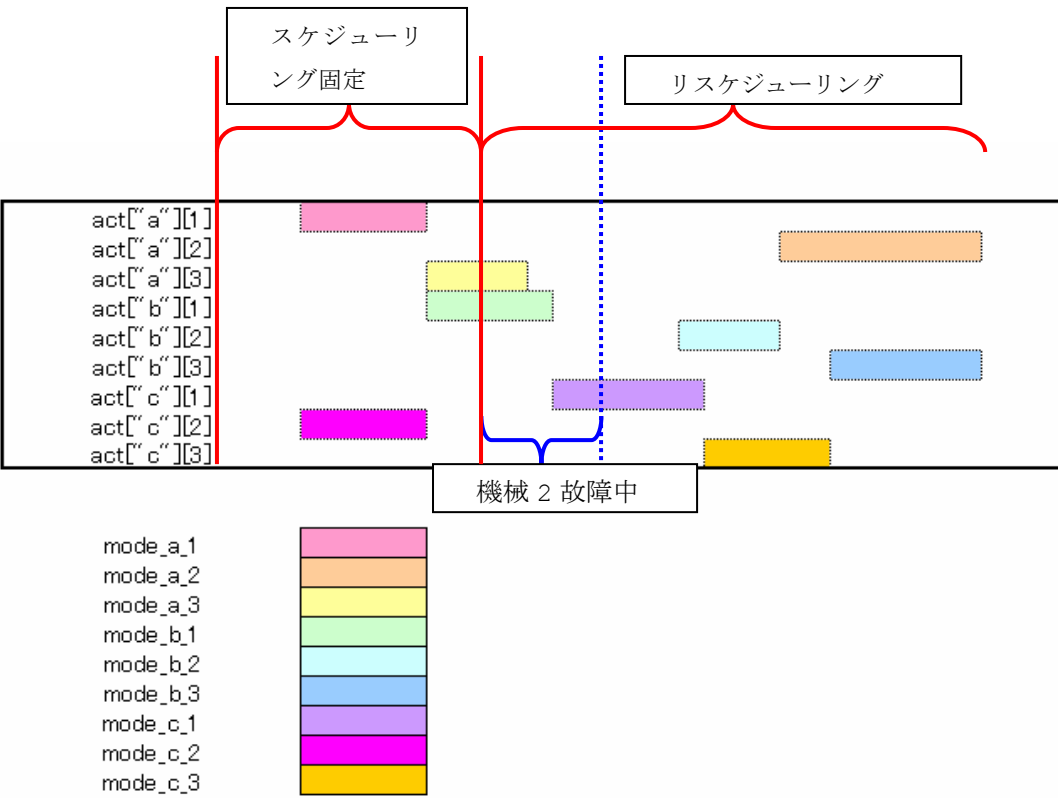 スケジューリ
ング固定
リスケジューリング
act["a"][1]
act["a"][2]
act["a"][3]
act["b"][1]
act["b"][2]
act["b"][3]
act["c"][1]
act["c"][2]
act["c"][3]
機械 2 故障中
mode_a_1
mode_a_2
mode_a_3
mode_b_1
mode_b_2
mode_b_3
mode_c_1
mode_c_2
mode_c_3